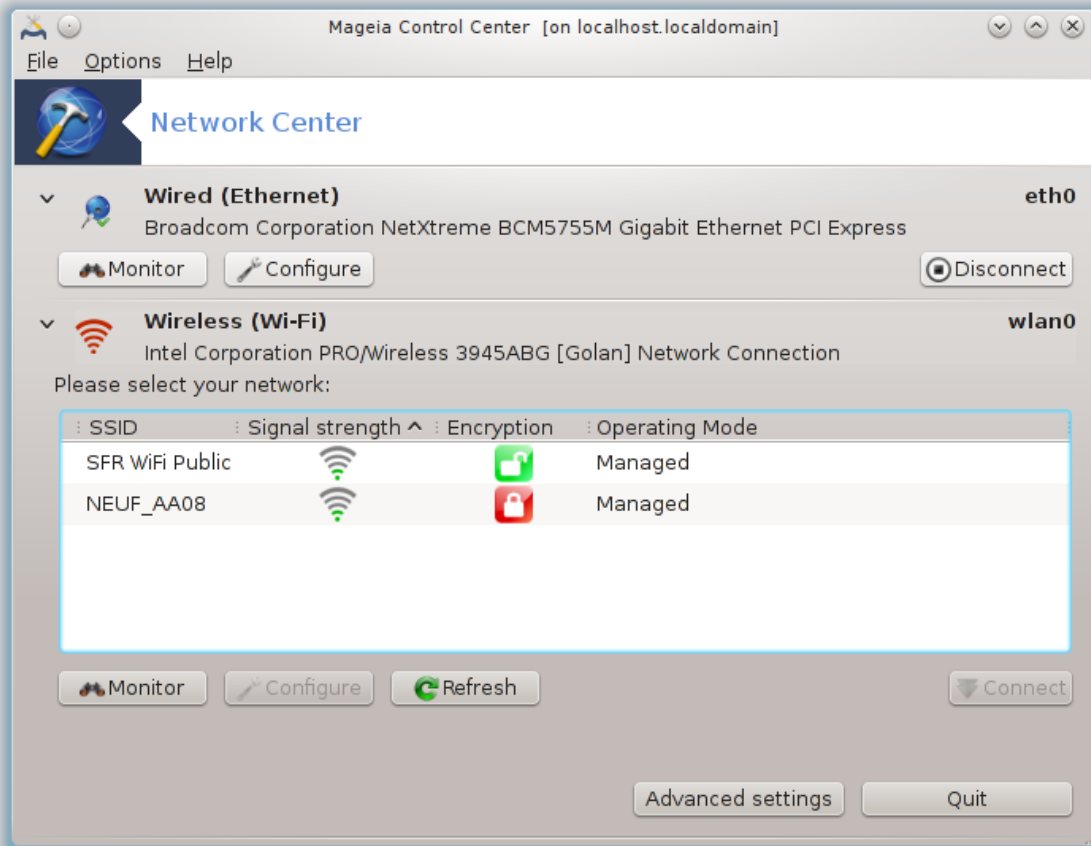 Mageia Control Center [on localhost.localdomain]
File Options Help
Network Center
Wired (Ethernet) eth0
Broadcom Corporation NetXtreme BCM5755M Gigabit Ethernet PCI Express
Monitor Configure Disconnect
Wireless (Wi-Fi) wlan0
Intel Corporation PRO/Wireless 3945ABG [Golan] Network Connection
Please select your network:
SSID Signal strength Encryption Operating Mode
SFR WiFi Public Managed
NEUF_AA08 Managed
Monitor Configure Refresh Connect
Advanced settings Quit